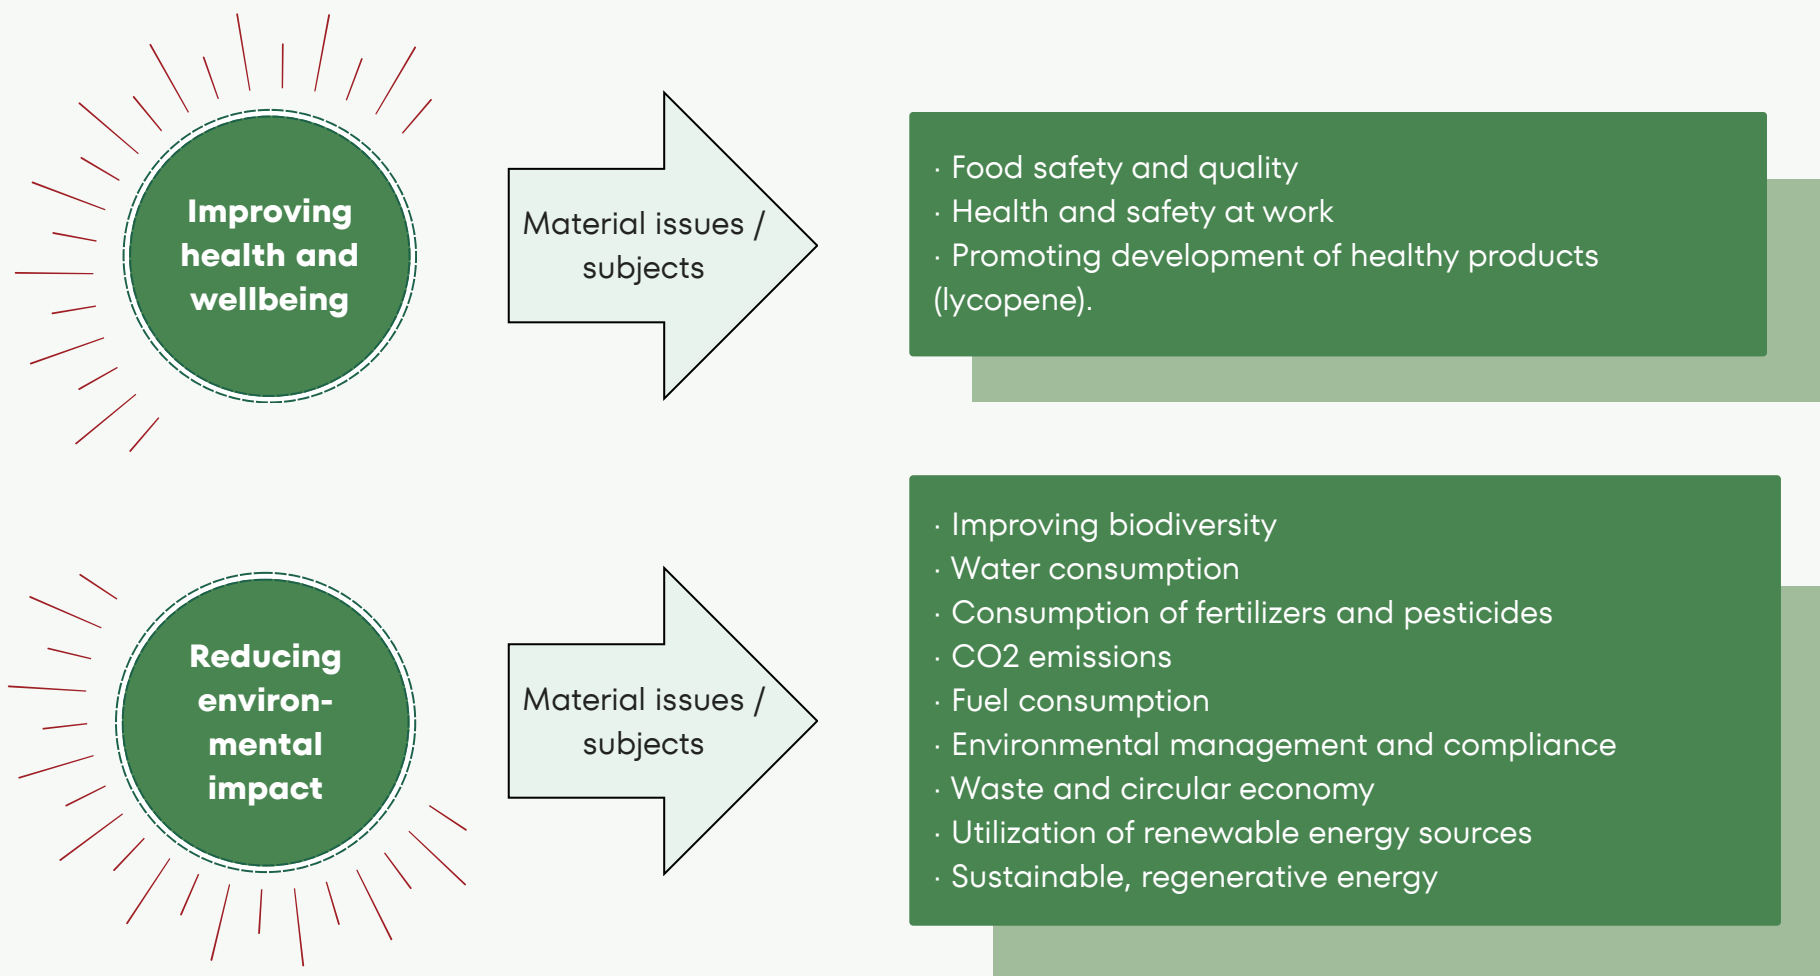 Improving
health and
wellbeing
Material issues /
subjects
· Food safety and quality
· Health and safety at work
· Promoting development of healthy products
(lycopene).
Reducing
environ-
mental
impact
Material issues /
subjects
· Improving biodiversity
· Water consumption
· Consumption of fertilizers and pesticides
· CO2 emissions
· Fuel consumption
· Environmental management and compliance
· Waste and circular economy
· Utilization of renewable energy sources
· Sustainable, regenerative energy